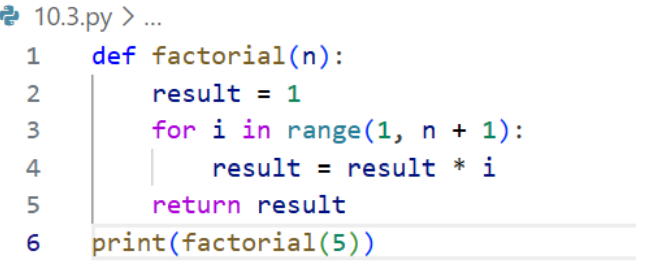 10.3.py > ...
1 def factorial(n):
2     result = 1
3     for i in range(1, n + 1):
4         result = result * i
5     return result
6 print(factorial(5))